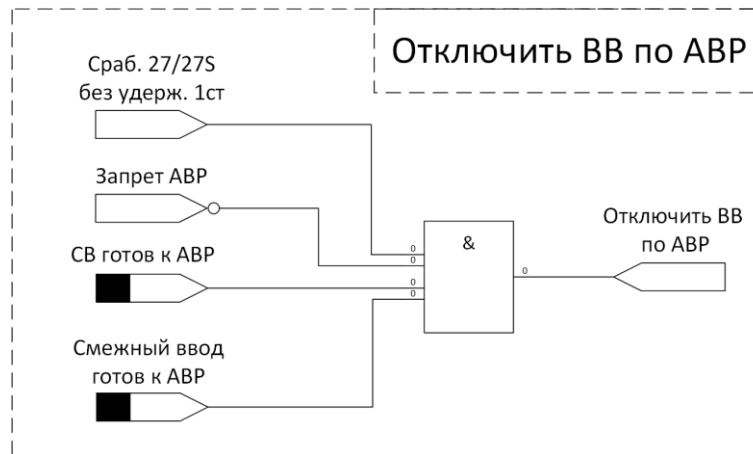 Отключить ВВ по АВР
Сраб. 27/27S
без удерж. 1ст
Запрет АВР
СВ готов к АВР
Смежный ввод
готов к АВР
0
0
0
0
&
0
Отключить ВВ
по АВР